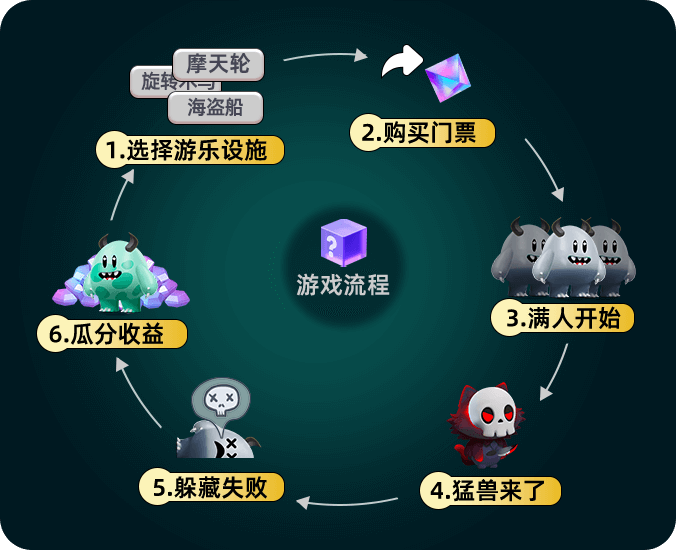 摩天轮
旋转木马
海盗船
1.选择游乐设施
2.购买门票
?
游戏流程
3.满人开始
4.猛兽来了
5.躲藏失败
6.瓜分收益